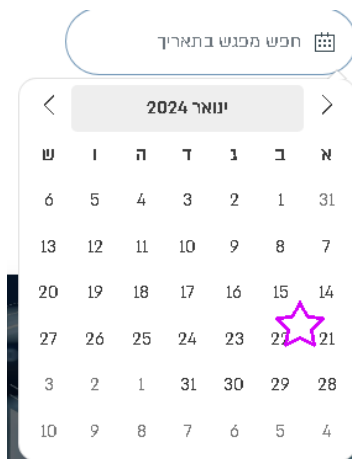 חפש מפגש בתאריך
ינואר 2024
א ב ג ד ה ו ש
31 1 2 3 4 5 6
7 8 9 10 11 12 13
14 15 16 17 18 19 20
21 22 23 24 25 26 27
28 29 30 31 1 2 3
4 5 6 7 8 9 10